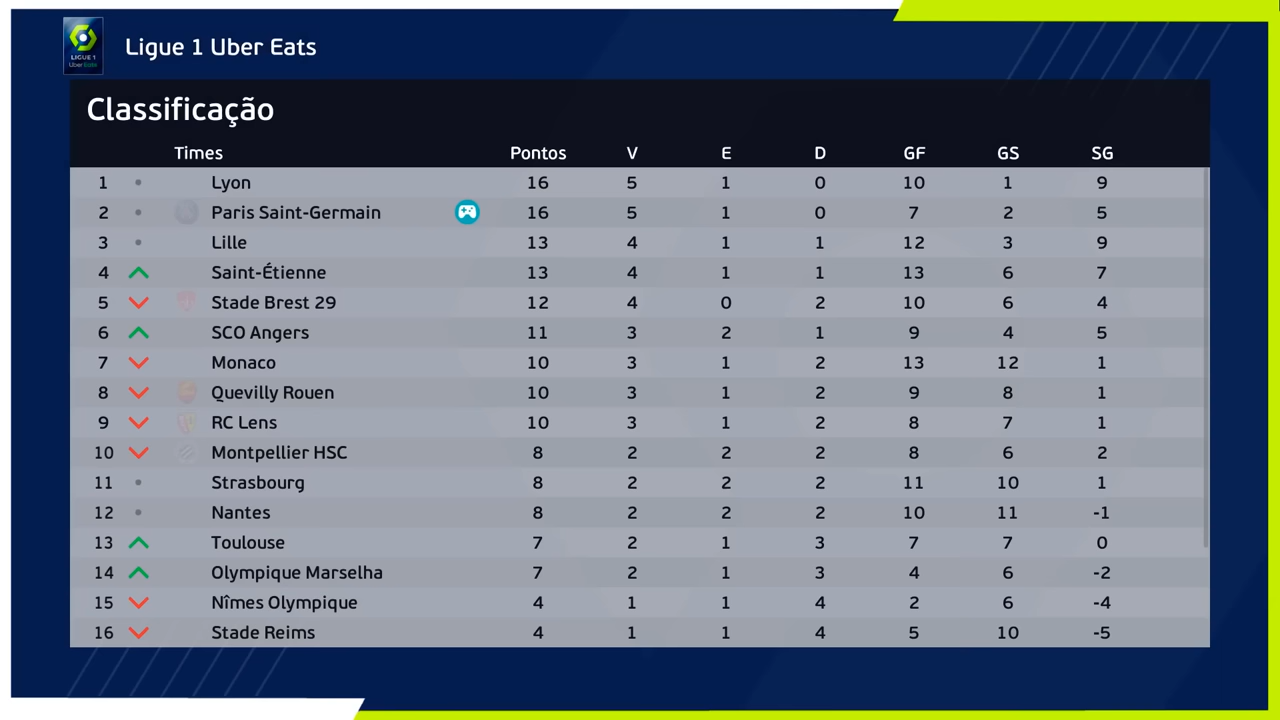 LIGUE 1
Uber Eats
Ligue 1 Uber Eats
Classificação
Times Pontos V E D GF GS SG
1 Lyon 16 5 1 0 10 1 9
2 Paris Saint-Germain 16 5 1 0 7 2 5
3 Lille 13 4 1 1 12 3 9
4 Saint-Étienne 13 4 1 1 13 6 7
5 Stade Brest 29 12 4 0 2 10 6 4
6 SCO Angers 11 3 2 1 9 4 5
7 Monaco 10 3 1 2 13 12 1
8 Quevilly Rouen 10 3 1 2 9 8 1
9 RC Lens 10 3 1 2 8 7 1
10 Montpellier HSC 8 2 2 2 8 6 2
11 Strasbourg 8 2 2 2 11 10 1
12 Nantes 8 2 2 2 10 11 -1
13 Toulouse 7 2 1 3 7 7 0
14 Olympique Marselha 7 2 1 3 4 6 -2
15 Nîmes Olympique 4 1 1 4 2 6 -4
16 Stade Reims 4 1 1 4 5 10 -5